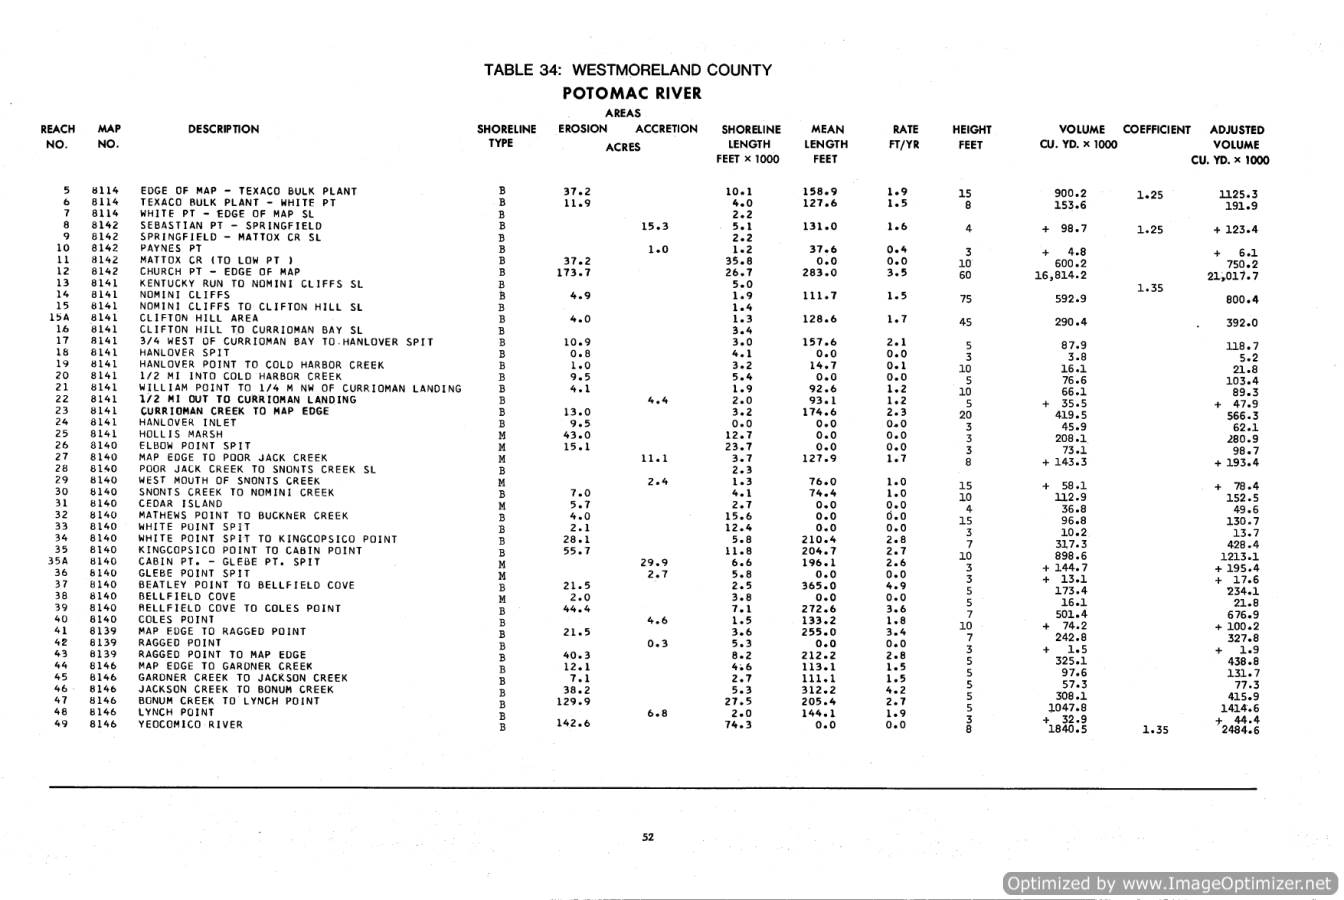 TABLE 34: WESTMORELAND COUNTY
POTOMAC RIVER
AREAS
REACH MAP DESCRIPTION SHORELINE EROSION ACCRETION SHORELINE MEAN RATE HEIGHT VOLUME COEFFICIENT ADJUSTED
NO. NO. TYPE ACRES LENGTH LENGTH FT/YR FEET CU. YD. × 1000 VOLUME
FEET × 1000 FEET CU. YD. × 1000
5 8114 EDGE OF MAP - TEXACO BULK PLANT B 37.2 10.1 158.9 1.9 15 900.2 1.25 1125.3
6 8114 TEXACO BULK PLANT - WHITE PT B 11.9 4.0 127.6 1.5 8 153.6 191.9
7 8114 WHITE PT - EDGE OF MAP SL B 2.2
8 8142 SEBASTIAN PT - SPRINGFIELD B 15.3 5.1 131.0 1.6 4 + 98.7 1.25 + 123.4
9 8142 SPRINGFIELD - MATTOX CR SL B 2.2
10 8142 PAYNES PT B 1.0 1.2 37.6 0.4 3 + 4.8 + 6.1
11 8142 MATTOX CR (TO LOW PT ) B 37.2 35.8 0.0 0.0 10 600.2 750.2
12 8142 CHURCH PT - EDGE OF MAP B 173.7 26.7 283.0 3.5 60 16,814.2 21,017.7
13 8141 KENTUCKY RUN TO NOMINI CLIFFS SL B 5.0 1.35
14 8141 NOMINI CLIFFS B 4.9 1.9 111.7 1.5 75 592.9 800.4
15 8141 NOMINI CLIFFS TO CLIFTON HILL SL B 1.4
15A 8141 CLIFTON HILL AREA B 4.0 1.3 128.6 1.7 45 290.4 392.0
16 8141 CLIFTON HILL TO CURRIOMAN BAY SL B 3.4
17 8141 3/4 WEST OF CURRIOMAN BAY TO HANLOVER SPIT B 10.9 3.0 157.6 2.1 5 87.9 118.7
18 8141 HANLOVER SPIT B 0.8 4.1 0.0 0.0 3 3.8 5.2
19 8141 HANLOVER POINT TO COLD HARBOR CREEK B 1.0 3.2 14.7 0.1 10 16.1 21.8
20 8141 1/2 MI INTO COLD HARBOR CREEK B 9.5 5.4 0.0 0.0 5 76.6 103.4
21 8141 WILLIAM POINT TO 1/4 M NW OF CURRIOMAN LANDING B 4.1 1.9 92.6 1.2 10 66.1 89.3
22 8141 1/2 MI OUT TO CURRIOMAN LANDING B 4.4 2.0 93.1 1.2 5 + 35.5 + 47.9
23 8141 CURRIOMAN CREEK TO MAP EDGE B 13.0 3.2 174.6 2.3 20 419.5 566.3
24 8141 HANLOVER INLET B 9.5 0.0 0.0 0.0 3 45.9 62.1
25 8141 HOLLIS MARSH M 43.0 12.7 0.0 0.0 3 208.1 280.9
26 8140 ELBOW POINT SPIT M 15.1 23.7 0.0 0.0 3 73.1 98.7
27 8140 MAP EDGE TO POOR JACK CREEK M 11.1 3.7 127.9 1.7 8 + 143.3 + 193.4
28 8140 POOR JACK CREEK TO SNONTS CREEK SL B 2.3
29 8140 WEST MOUTH OF SNONTS CREEK M 2.4 1.3 76.0 1.0 15 + 58.1 + 78.4
30 8140 SNONTS CREEK TO NOMINI CREEK B 7.0 4.1 74.4 1.0 10 112.9 152.5
31 8140 CEDAR ISLAND M 5.7 2.7 0.0 0.0 4 36.8 49.6
32 8140 MATHEWS POINT TO BUCKNER CREEK B 4.0 15.6 0.0 0.0 15 96.8 130.7
33 8140 WHITE POINT SPIT B 2.1 12.4 0.0 0.0 3 10.2 13.7
34 8140 WHITE POINT SPIT TO KINGCOPSICO POINT B 28.1 5.8 210.4 2.8 7 317.3 428.4
35 8140 KINGCOPSICO POINT TO CABIN POINT B 55.7 11.8 204.7 2.7 10 898.6 1213.1
35A 8140 CABIN PT. - GLEBE PT. SPIT M 29.9 6.6 196.1 2.6 3 + 144.7 + 195.4
36 8140 GLEBE POINT SPIT M 2.7 5.8 0.0 0.0 3 + 13.1 + 17.6
37 8140 BEATLEY POINT TO BELLFIELD COVE B 21.5 2.5 365.0 4.9 5 173.4 234.1
38 8140 BELLFIELD COVE M 2.0 3.8 0.0 0.0 5 16.1 21.8
39 8140 BELLFIELD COVE TO COLES POINT B 44.4 7.1 272.6 3.6 7 501.4 676.9
40 8140 COLES POINT B 4.6 1.5 133.2 1.8 10 + 74.2 + 100.2
41 8139 MAP EDGE TO RAGGED POINT B 21.5 3.6 255.0 3.4 7 242.8 327.8
42 8139 RAGGED POINT B 0.3 5.3 0.0 0.0 3 + 1.5 + 1.9
43 8139 RAGGED POINT TO MAP EDGE B 40.3 8.2 212.2 2.8 5 325.1 438.8
44 8146 MAP EDGE TO GARDNER CREEK B 12.1 4.6 113.1 1.5 5 97.6 131.7
45 8146 GARDNER CREEK TO JACKSON CREEK B 7.1 2.7 111.1 1.5 5 57.3 77.3
46 8146 JACKSON CREEK TO BONUM CREEK B 38.2 5.3 312.2 4.2 5 308.1 415.9
47 8146 BONUM CREEK TO LYNCH POINT B 129.9 27.5 205.4 2.7 5 1047.8 1414.6
48 8146 LYNCH POINT B 6.8 2.0 144.1 1.9 3 + 32.9 + 44.4
49 8146 YEOCOMICO RIVER B 142.6 74.3 0.0 0.0 8 1840.5 1.35 2484.6
52
Optimized by www.ImageOptimizer.net